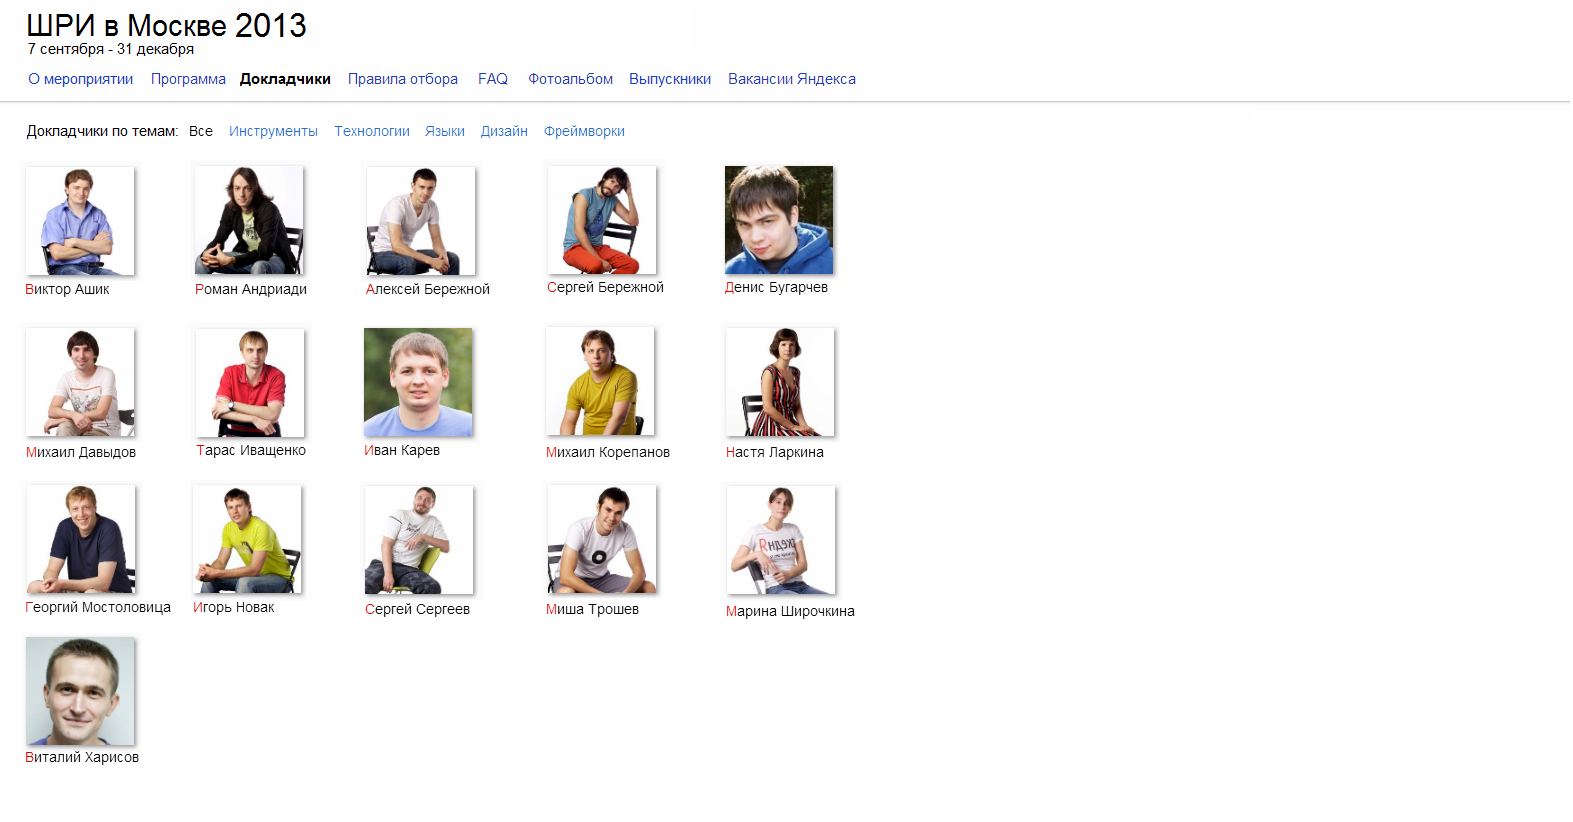 ШРИ в Москве 2013
7 сентября - 31 декабря
О мероприятии Программа Докладчики Правила отбора FAQ Фотоальбом Выпускники Вакансии Яндекса
Докладчики по темам: Все Инструменты Технологии Языки Дизайн Фреймворки
Виктор Ашик Роман Андриади Алексей Бережной Сергей Бережной Денис Бугарчев
Михаил Давыдов Тарас Иващенко Иван Карев Михаил Корепанов Настя Ларкина
Георгий Мостоловица Игорь Новак Сергей Сергеев Миша Трошев Марина Широчкина
Виталий Харисов